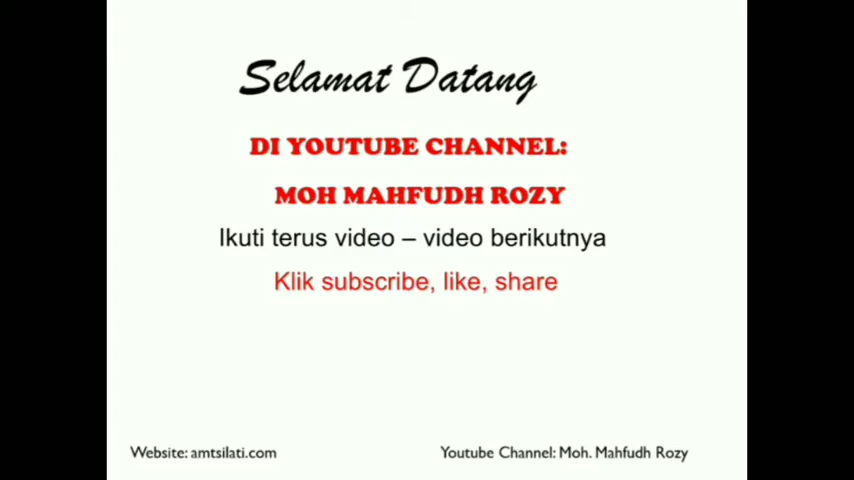 Selamat Datang
DI YOUTUBE CHANNEL:
MOH MAHFUDH ROZY
Ikuti terus video – video berikutnya
Klik subscribe, like, share
Website: amtsilati.com
Youtube Channel: Moh. Mahfudh Rozy